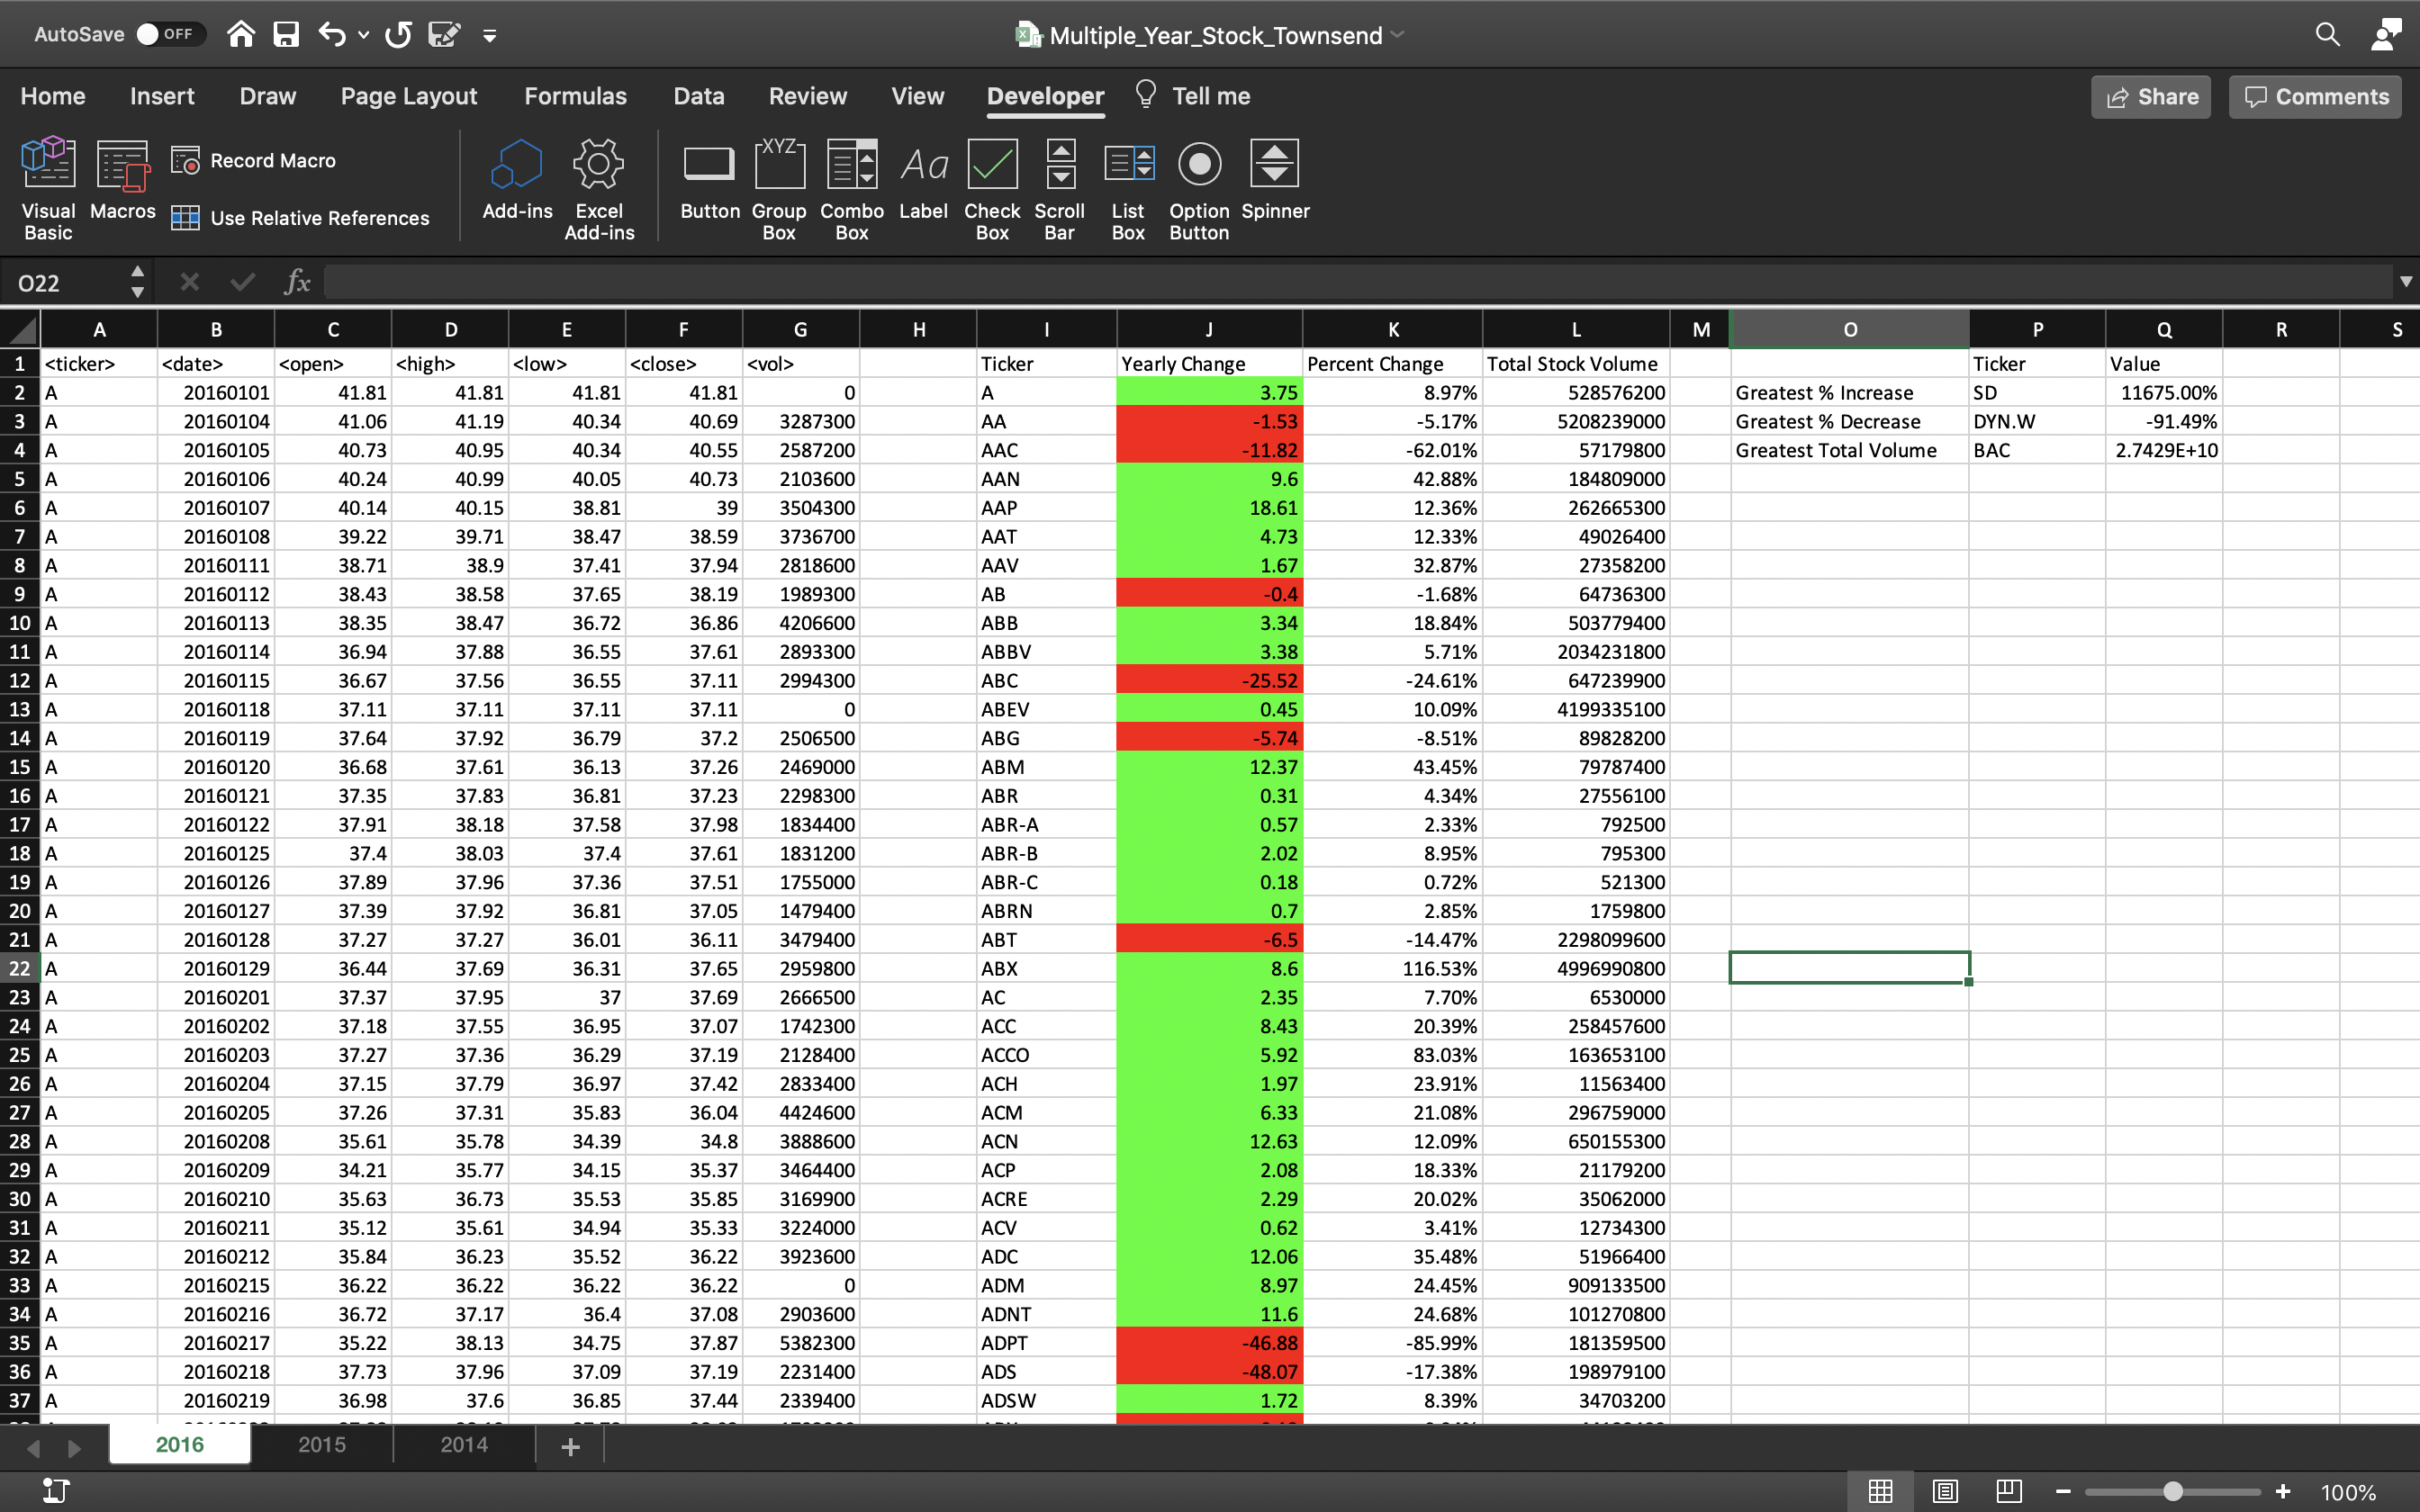 AutoSave OFF Multiple_Year_Stock_Townsend
Home Insert Draw Page Layout Formulas Data Review View Developer Tell me Share Comments
Visual Basic Macros Record Macro Use Relative References Add-ins Excel Add-ins Button Group Box XYZ Combo Box Aa Label Check Box Scroll Bar List Box Option Button Spinner
O22 fx
A B C D E F G H I J K L M O P Q R S
1 <ticker> <date> <open> <high> <low> <close> <vol> Ticker Yearly Change Percent Change Total Stock Volume Ticker Value
2 A 20160101 41.81 41.81 41.81 41.81 0 A 3.75 8.97% 528576200 Greatest % Increase SD 11675.00%
3 A 20160104 41.06 41.19 40.34 40.69 3287300 AA -1.53 -5.17% 5208239000 Greatest % Decrease DYN.W -91.49%
4 A 20160105 40.73 40.95 40.34 40.55 2587200 AAC -11.82 -62.01% 57179800 Greatest Total Volume BAC 2.7429E+10
5 A 20160106 40.24 40.99 40.05 40.73 2103600 AAN 9.6 42.88% 184809000
6 A 20160107 40.14 40.15 38.81 39 3504300 AAP 18.61 12.36% 262665300
7 A 20160108 39.22 39.71 38.47 38.59 3736700 AAT 4.73 12.33% 49026400
8 A 20160111 38.71 38.9 37.41 37.94 2818600 AAV 1.67 32.87% 27358200
9 A 20160112 38.43 38.58 37.65 38.19 1989300 AB -0.4 -1.68% 64736300
10 A 20160113 38.35 38.47 36.72 36.86 4206600 ABB 3.34 18.84% 503779400
11 A 20160114 36.94 37.88 36.55 37.61 2893300 ABBV 3.38 5.71% 2034231800
12 A 20160115 36.67 37.56 36.55 37.11 2994300 ABC -25.52 -24.61% 647239900
13 A 20160118 37.11 37.11 37.11 37.11 0 ABEV 0.45 10.09% 4199335100
14 A 20160119 37.64 37.92 36.79 37.2 2506500 ABG -5.74 -8.51% 89828200
15 A 20160120 36.68 37.61 36.13 37.26 2469000 ABM 12.37 43.45% 79787400
16 A 20160121 37.35 37.83 36.81 37.23 2298300 ABR 0.31 4.34% 27556100
17 A 20160122 37.91 38.18 37.58 37.98 1834400 ABR-A 0.57 2.33% 792500
18 A 20160125 37.4 38.03 37.4 37.61 1831200 ABR-B 2.02 8.95% 795300
19 A 20160126 37.89 37.96 37.36 37.51 1755000 ABR-C 0.18 0.72% 521300
20 A 20160127 37.39 37.92 36.81 37.05 1479400 ABRN 0.7 2.85% 1759800
21 A 20160128 37.27 37.27 36.01 36.11 3479400 ABT -6.5 -14.47% 2298099600
22 A 20160129 36.44 37.69 36.31 37.65 2959800 ABX 8.6 116.53% 4996990800
23 A 20160201 37.37 37.95 37 37.69 2666500 AC 2.35 7.70% 6530000
24 A 20160202 37.18 37.55 36.95 37.07 1742300 ACC 8.43 20.39% 258457600
25 A 20160203 37.27 37.36 36.29 37.19 2128400 ACCO 5.92 83.03% 163653100
26 A 20160204 37.15 37.79 36.97 37.42 2833400 ACH 1.97 23.91% 11563400
27 A 20160205 37.26 37.31 35.83 36.04 4424600 ACM 6.33 21.08% 296759000
28 A 20160208 35.61 35.78 34.39 34.8 3888600 ACN 12.63 12.09% 650155300
29 A 20160209 34.21 35.77 34.15 35.37 3464400 ACP 2.08 18.33% 21179200
30 A 20160210 35.63 36.73 35.53 35.85 3169900 ACRE 2.29 20.02% 35062000
31 A 20160211 35.12 35.61 34.94 35.33 3224000 ACV 0.62 3.41% 12734300
32 A 20160212 35.84 36.23 35.52 36.22 3923600 ADC 12.06 35.48% 51966400
33 A 20160215 36.22 36.22 36.22 36.22 0 ADM 8.97 24.45% 909133500
34 A 20160216 36.72 37.17 36.4 37.08 2903600 ADNT 11.6 24.68% 101270800
35 A 20160217 35.22 38.13 34.75 37.87 5382300 ADPT -46.88 -85.99% 181359500
36 A 20160218 37.73 37.96 37.09 37.19 2231400 ADS -48.07 -17.38% 198979100
37 A 20160219 36.98 37.6 36.85 37.44 2339400 ADSW 1.72 8.39% 34703200
2016 2015 2014
100%